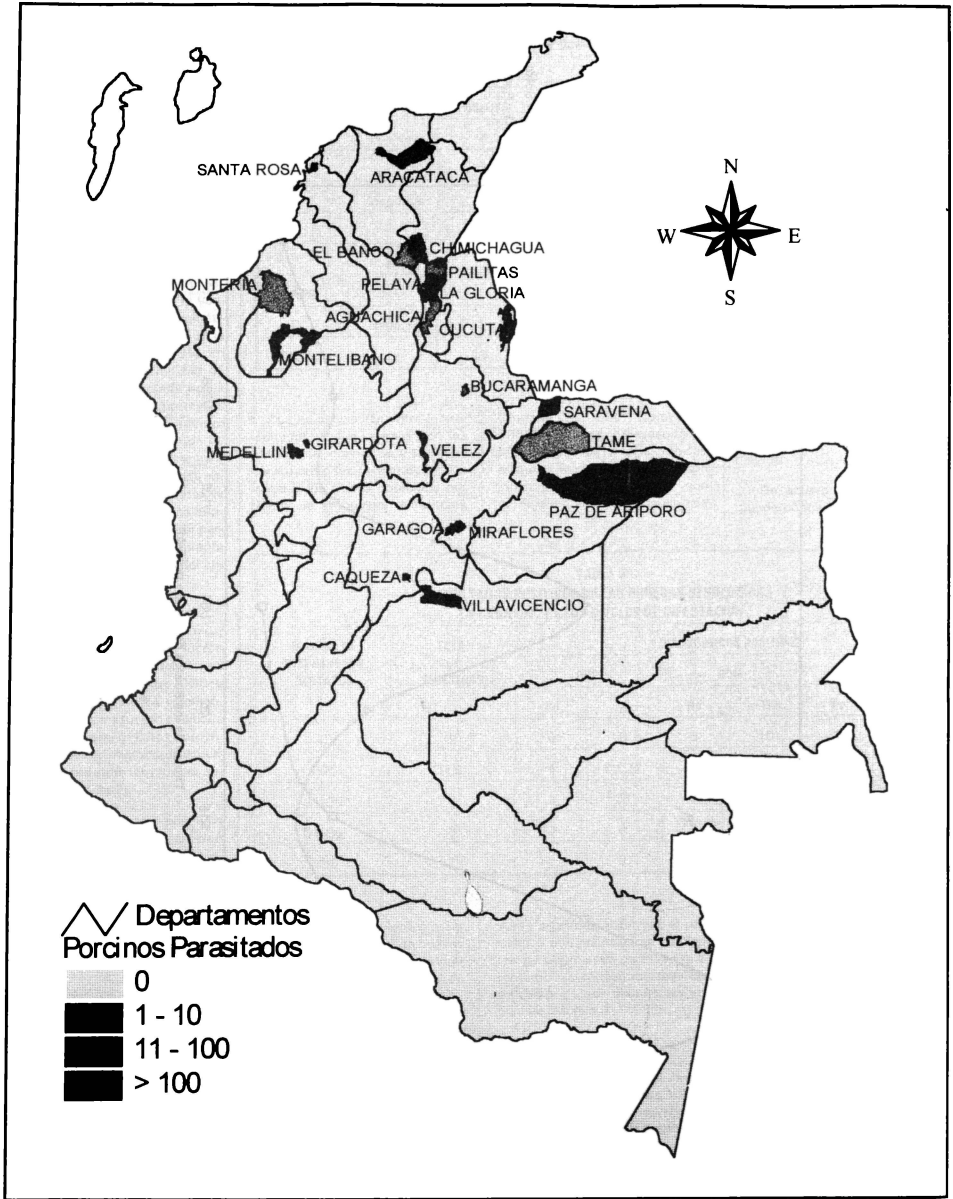 N
W
E
S
SANTA ROSA
ARACATACA
EL BANCO
CHIMICHAGUA
PAILITAS
MONTERIA
PELAYA
LA GLORIA
AGUACHICA
CUCUTA
MONTELIBANO
BUCARAMANGA
SARAVENA
GIRARDOTA
TAME
MEDELLIN
VELEZ
PAZ DE ARIPORO
GARAGOA
MIRAFLORES
CAQUEZA
VILLAVICENCIO
Departamentos
Porcinos Parasitados
0
1 - 10
11 - 100
> 100